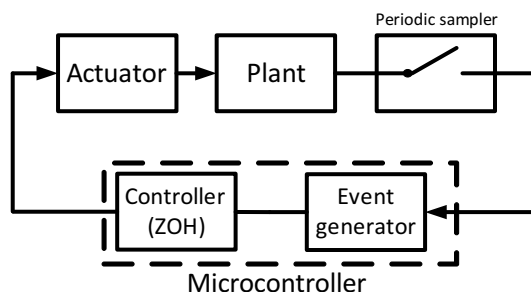 Periodic sampler
Actuator
Plant
Controller
(ZOH)
Event
generator
Microcontroller